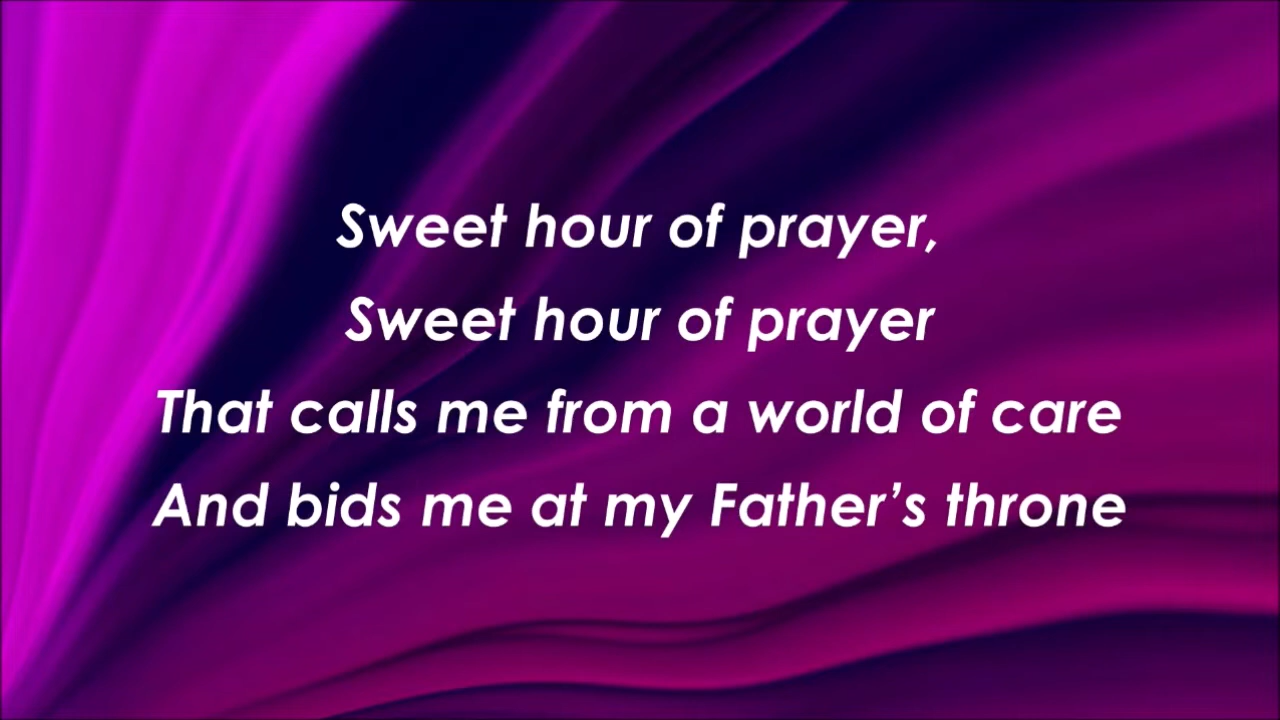 Sweet hour of prayer,
Sweet hour of prayer
That calls me from a world of care
And bids me at my Father’s throne